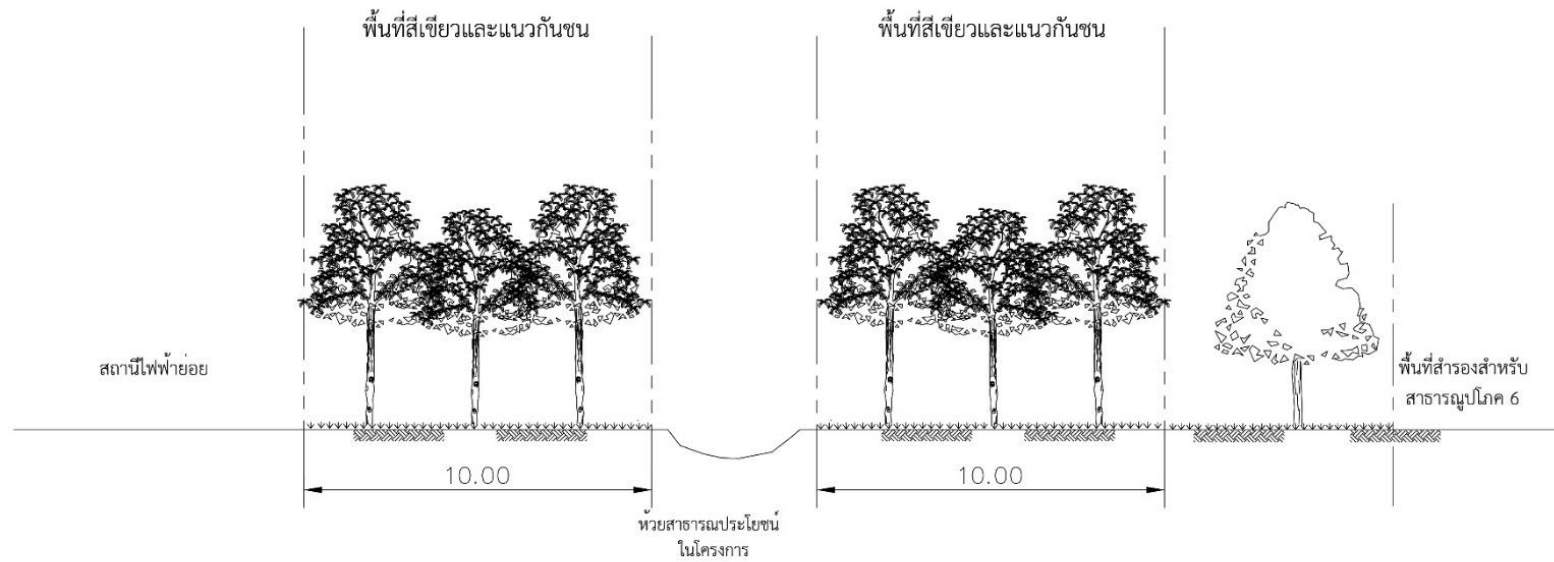 พื้นที่สีเขียวและแนวกันชน
พื้นที่สีเขียวและแนวกันชน
สถานีไฟฟ้าย่อย
พื้นที่สำรองสำหรับ
สาธารณูปโภค 6
10.00
10.00
ห้วยสาธารณประโยชน์
ในโครงการ